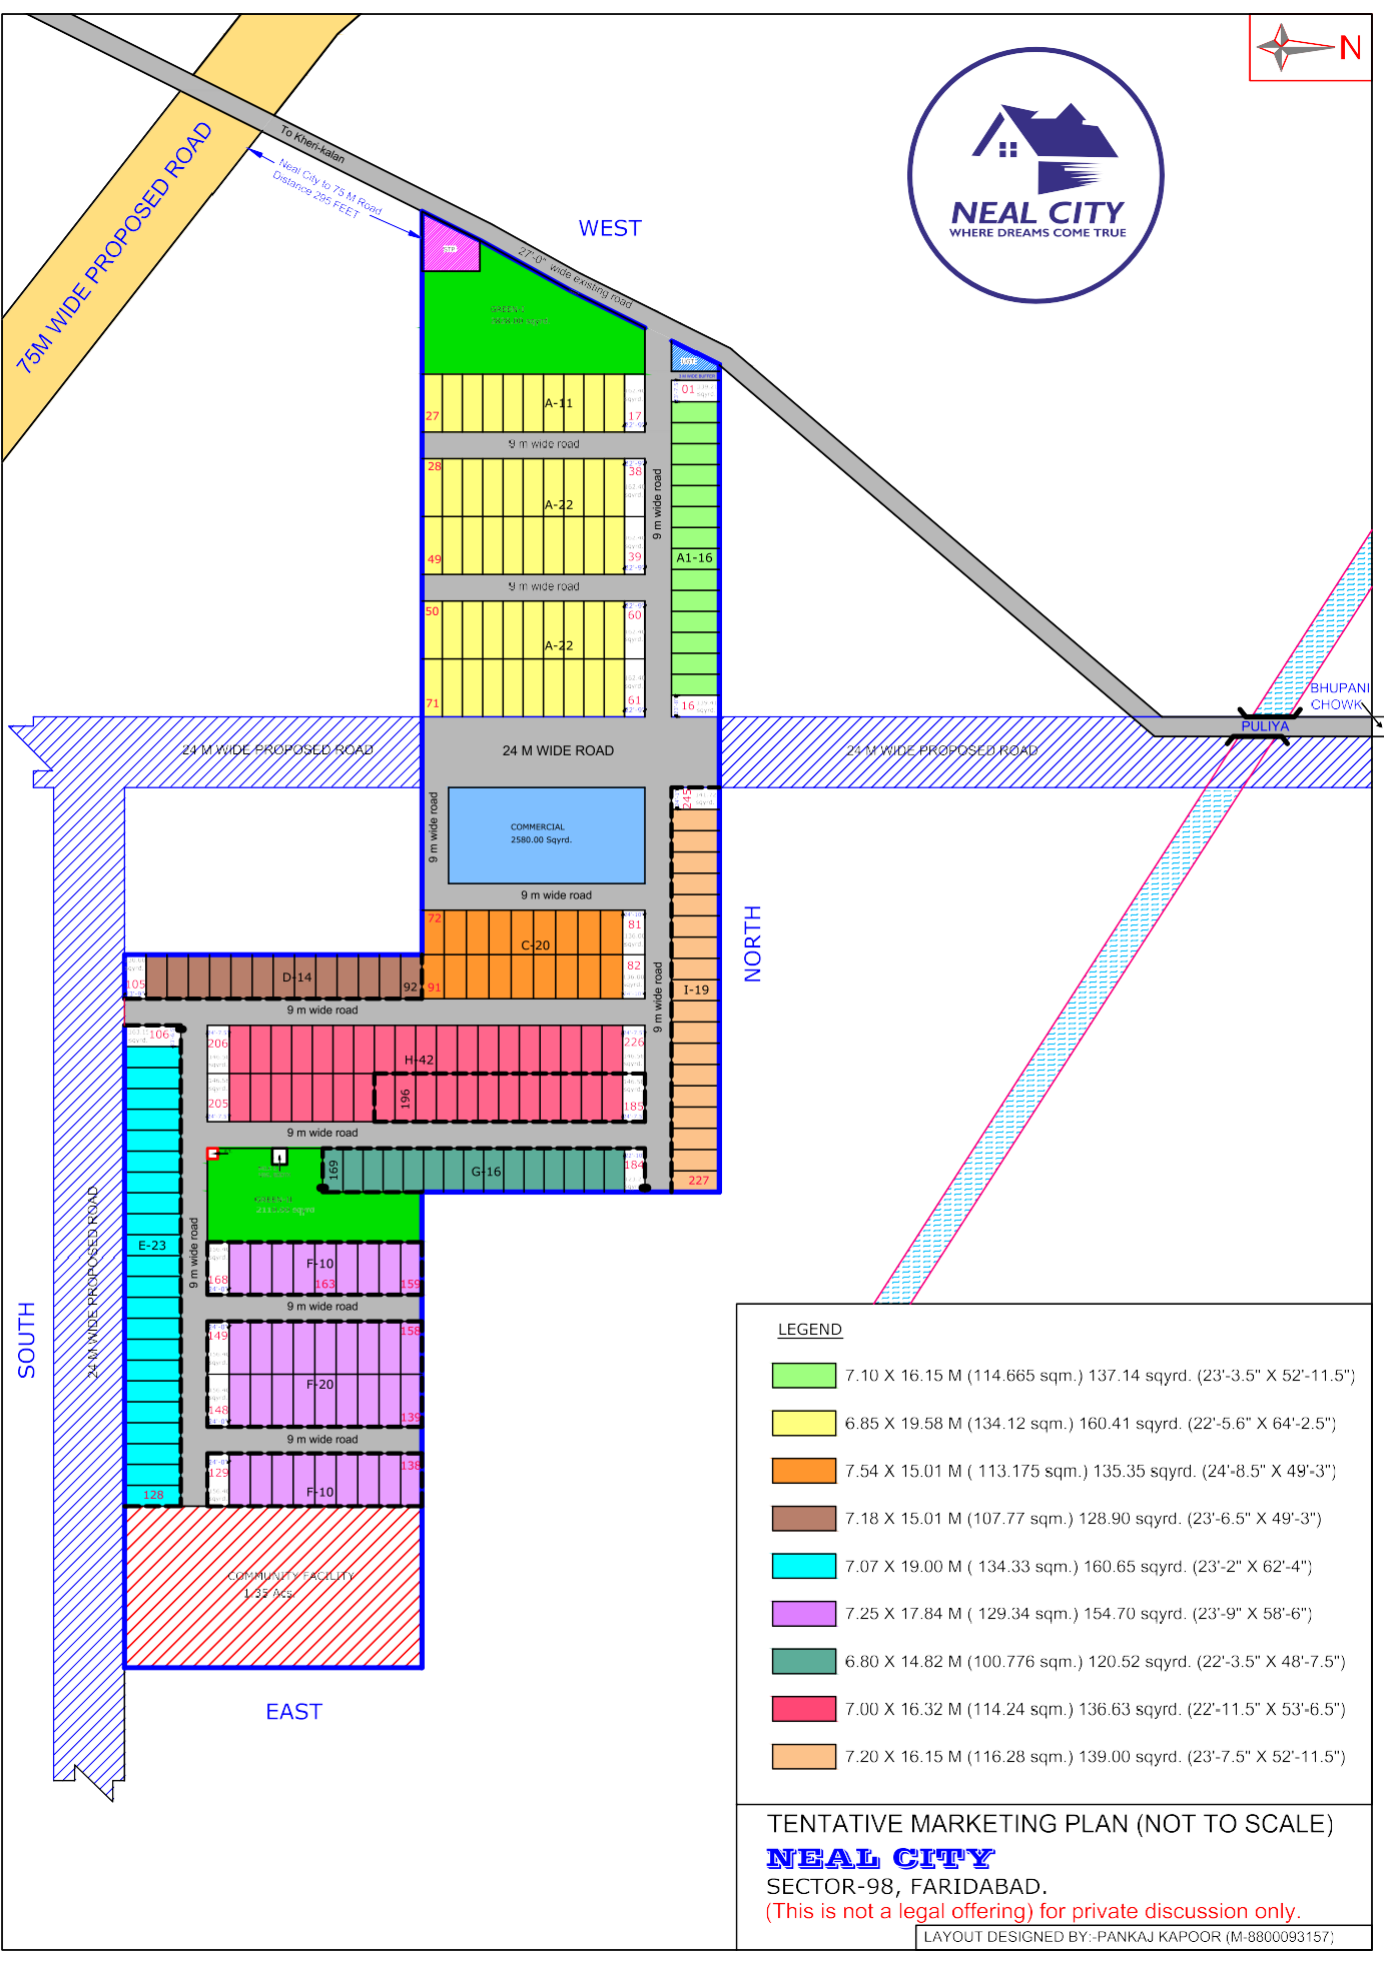 N
NEAL CITY
WHERE DREAMS COME TRUE
75M WIDE PROPOSED ROAD
To Kheri-kalan
Neal City to 75 M Road
Distance 295 FEET
WEST
27'-0" wide existing road
01
A-11
27
17
9 m wide road
28
38
A-22
9 m wide road
49
39
A1-16
9 m wide road
50
60
A-22
71
61
16
BHUPANI
CHOWK
PULIYA
24 M WIDE PROPOSED ROAD
24 M WIDE ROAD
24 M WIDE PROPOSED ROAD
245
9 m wide road
COMMERCIAL
2580.00 Sqyrd.
9 m wide road
72
81
C-20
NORTH
82
D-14
105
92
91
I-19
9 m wide road
9 m wide road
106
206
226
H-42
205
196
185
9 m wide road
169
G-16
184
227
24 M WIDE PROPOSED ROAD
E-23
9 m wide road
F-10
168
163
159
9 m wide road
149
158
F-20
148
139
9 m wide road
129
138
F-10
128
SOUTH
COMMUNITY FACILITY
1.35 Acs.
EAST
LEGEND
7.10 X 16.15 M (114.665 sqm.) 137.14 sqyrd. (23'-3.5" X 52'-11.5")
6.85 X 19.58 M (134.12 sqm.) 160.41 sqyrd. (22'-5.6" X 64'-2.5")
7.54 X 15.01 M ( 113.175 sqm.) 135.35 sqyrd. (24'-8.5" X 49'-3")
7.18 X 15.01 M (107.77 sqm.) 128.90 sqyrd. (23'-6.5" X 49'-3")
7.07 X 19.00 M ( 134.33 sqm.) 160.65 sqyrd. (23'-2" X 62'-4")
7.25 X 17.84 M ( 129.34 sqm.) 154.70 sqyrd. (23'-9" X 58'-6")
6.80 X 14.82 M (100.776 sqm.) 120.52 sqyrd. (22'-3.5" X 48'-7.5")
7.00 X 16.32 M (114.24 sqm.) 136.63 sqyrd. (22'-11.5" X 53'-6.5")
7.20 X 16.15 M (116.28 sqm.) 139.00 sqyrd. (23'-7.5" X 52'-11.5")
TENTATIVE MARKETING PLAN (NOT TO SCALE)
NEAL CITY
SECTOR-98, FARIDABAD.
(This is not a legal offering) for private discussion only.
LAYOUT DESIGNED BY:-PANKAJ KAPOOR (M-8800093157)